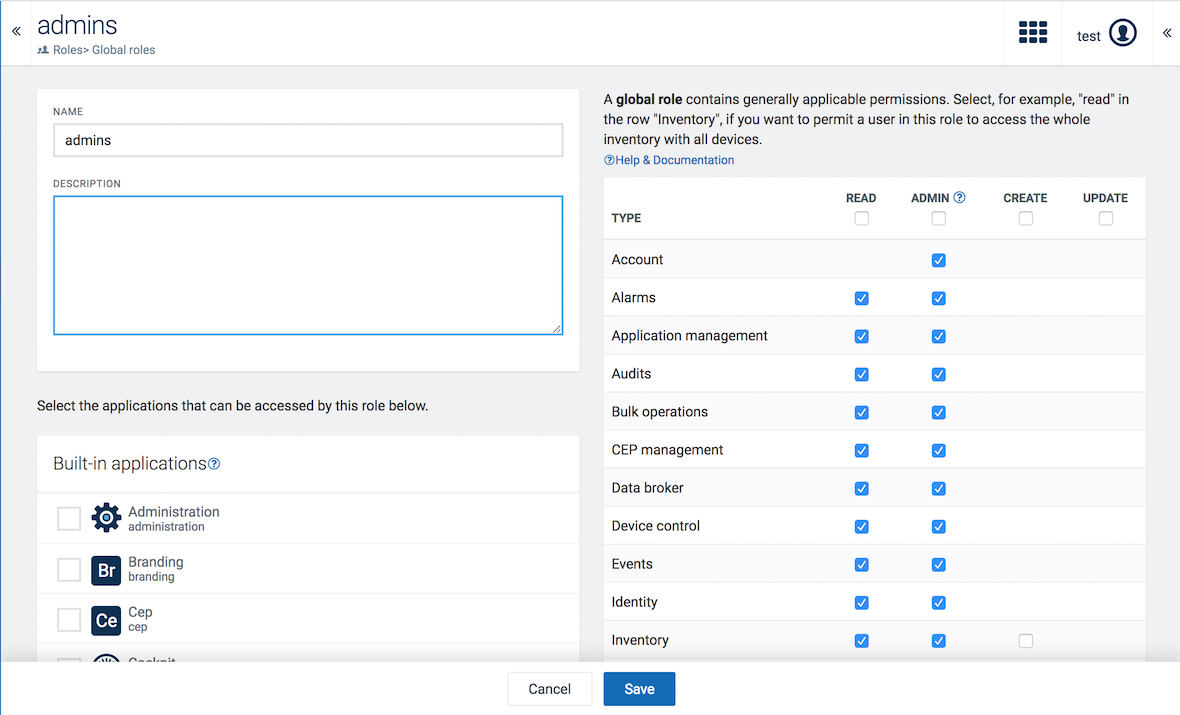 admins
Roles> Global roles
test
NAME
admins
DESCRIPTION
Select the applications that can be accessed by this role below.
Built-in applications
Administration
administration
Br
Branding
branding
Ce
Cep
cep
Cockpit
A global role contains generally applicable permissions. Select, for example, "read" in
the row "Inventory", if you want to permit a user in this role to access the whole
inventory with all devices.
Help & Documentation
TYPE READ ADMIN CREATE UPDATE
Account
Alarms
Application management
Audits
Bulk operations
CEP management
Data broker
Device control
Events
Identity
Inventory
Cancel Save